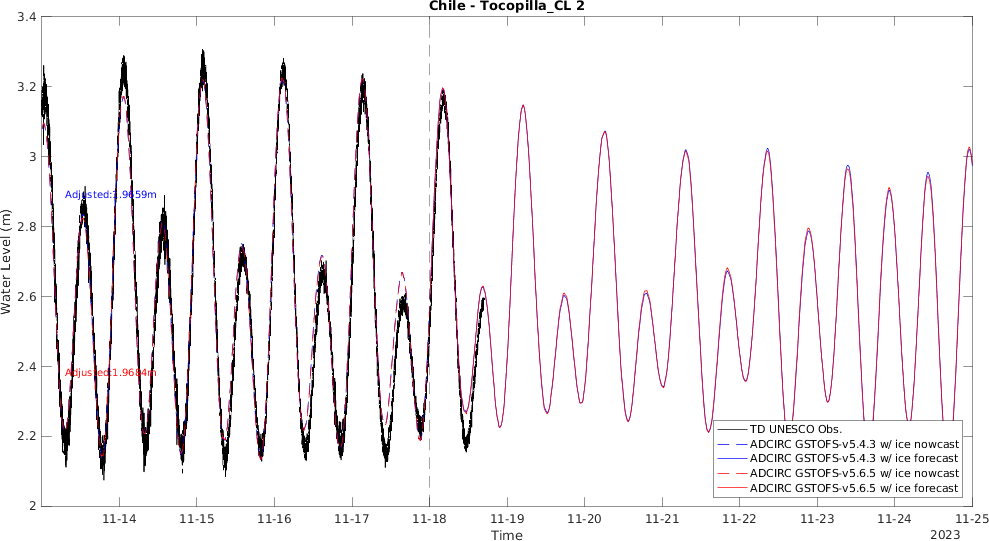 Chile - Tocopilla_CL 2
3.4
3.2
3
2.8
2.6
2.4
2.2
2
Water Level (m)
Adjusted:1.9659m
Adjusted:1.9684m
TD UNESCO Obs.
ADCIRC GSTOFS-v5.4.3 w/ ice nowcast
ADCIRC GSTOFS-v5.4.3 w/ ice forecast
ADCIRC GSTOFS-v5.6.5 w/ ice nowcast
ADCIRC GSTOFS-v5.6.5 w/ ice forecast
11-14 11-15 11-16 11-17 11-18 11-19 11-20 11-21 11-22 11-23 11-24 11-25
Time
2023